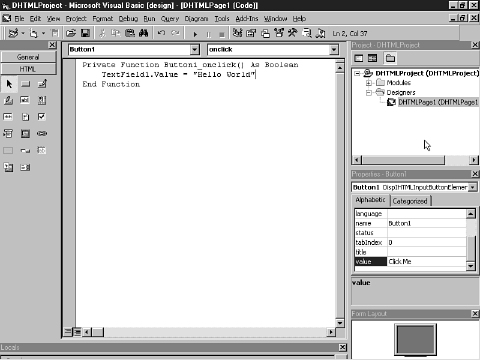 DHTMLProject - Microsoft Visual Basic [design] - [DHTMLPage1 (Code)]
File Edit View Project Format Debug Run Query Diagram Tools Add-Ins Window Help
Ln 2, Col 37
General
HTML
Button1
onclick
Private Function Button1_onclick() As Boolean
TextField1.Value = "Hello World"
End Function
Project - DHTMLProject
DHTMLProject (DHTMLProject)
Modules
Designers
DHTMLPage1 (DHTMLPage1
Properties - Button1
Button1 DispIHTMLInputButtonElemen
Alphabetic Categorized
language
name Button1
status
tabIndex 0
title
value Click Me
value
Form Layout
Locals